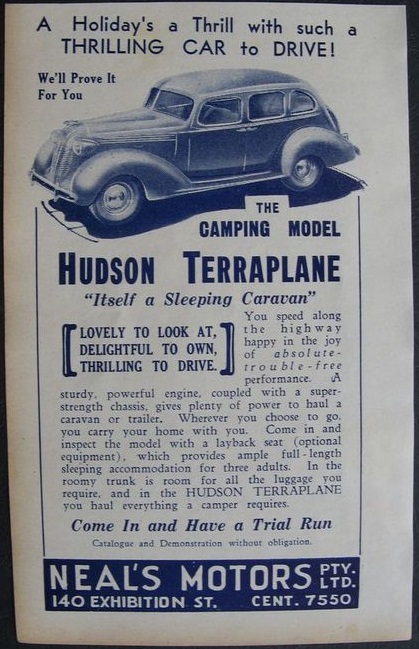 A Holiday's a Thrill with such a
THRILLING CAR to DRIVE!
We'll Prove It
For You
THE
CAMPING MODEL
HUDSON TERRAPLANE
"Itself a Sleeping Caravan"
[LOVELY TO LOOK AT,
DELIGHTFUL TO OWN,
THRILLING TO DRIVE.]
You speed along
the highway
happy in the joy
of absolute-
trouble-free
performance. A
sturdy, powerful engine, coupled with a super-
strength chassis, gives plenty of power to haul a
caravan or trailer. Wherever you choose to go,
you carry your home with you. Come in and
inspect the model with a layback seat (optional
equipment), which provides ample full-length
sleeping accommodation for three adults. In the
roomy trunk is room for all the luggage you
require, and in the HUDSON TERRAPLANE
you haul everything a camper requires.
Come In and Have a Trial Run
Catalogue and Demonstration without obligation.
NEAL'S MOTORS PTY. LTD.
140 EXHIBITION ST. CENT. 7550